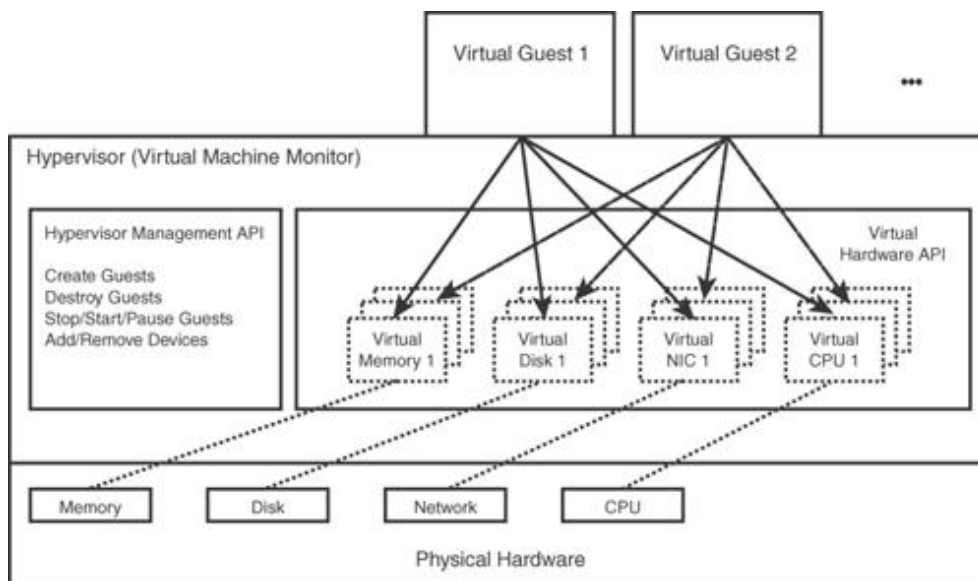 Virtual Guest 1
Virtual Guest 2
...
Hypervisor (Virtual Machine Monitor)
Hypervisor Management API
Create Guests
Destroy Guests
Stop/Start/Pause Guests
Add/Remove Devices
Virtual
Hardware API
Virtual
Memory 1
Virtual
Disk 1
Virtual
NIC 1
Virtual
CPU 1
Memory
Disk
Network
CPU
Physical Hardware